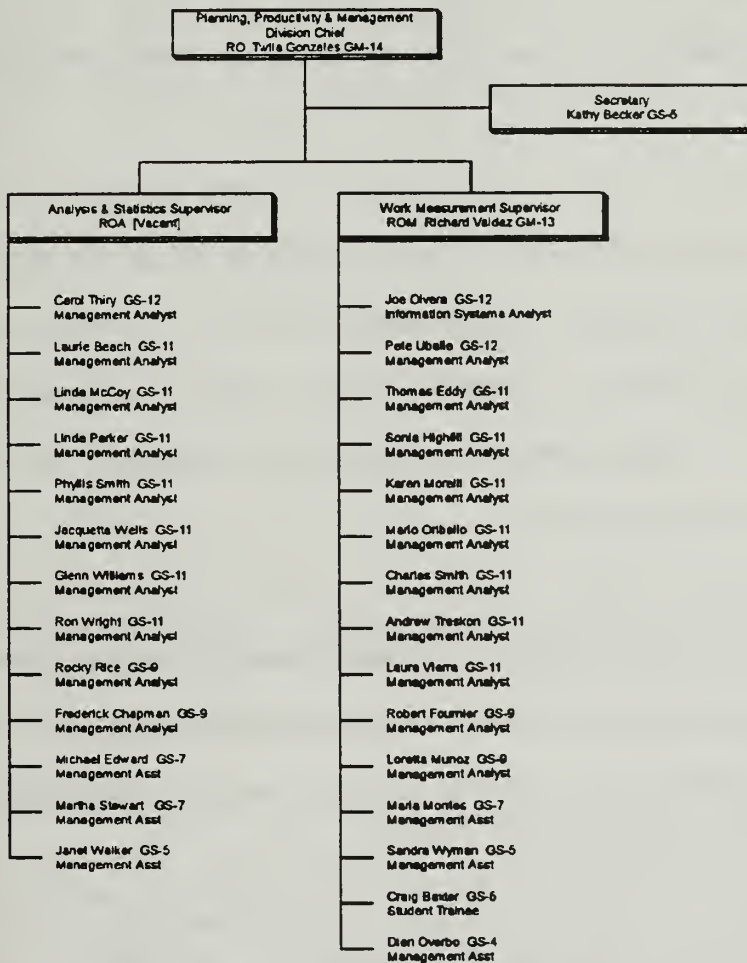 Planning, Productivity & Management
Division Chief
RO Twila Gonzales GM-14
Secretary
Kathy Becker GS-6
Analysis & Statistics Supervisor
ROA [Vacant]
Carol Thiry GS-12
Management Analyst
Laurie Beach GS-11
Management Analyst
Linda McCoy GS-11
Management Analyst
Linda Parker GS-11
Management Analyst
Phyllis Smith GS-11
Management Analyst
Jacquetta Wells GS-11
Management Analyst
Glenn Williams GS-11
Management Analyst
Ron Wright GS-11
Management Analyst
Rocky Rice GS-9
Management Analyst
Frederick Chapman GS-9
Management Analyst
Michael Edward GS-7
Management Asst
Martha Stewart GS-7
Management Asst
Janet Walker GS-5
Management Asst
Work Measurement Supervisor
ROM Richard Valdez GM-13
Joe Olvera GS-12
Information Systems Analyst
Pete Uballe GS-12
Management Analyst
Thomas Eddy GS-11
Management Analyst
Sonia Highfill GS-11
Management Analyst
Karen Morelli GS-11
Management Analyst
Mario Oribello GS-11
Management Analyst
Charles Smith GS-11
Management Analyst
Andrew Treskon GS-11
Management Analyst
Laura Vierra GS-11
Management Analyst
Robert Fournier GS-9
Management Analyst
Loretta Munoz GS-9
Management Analyst
Maria Montes GS-7
Management Asst
Sandra Wyman GS-5
Management Asst
Craig Baxter GS-5
Student Trainee
Dien Overbo GS-4
Management Asst